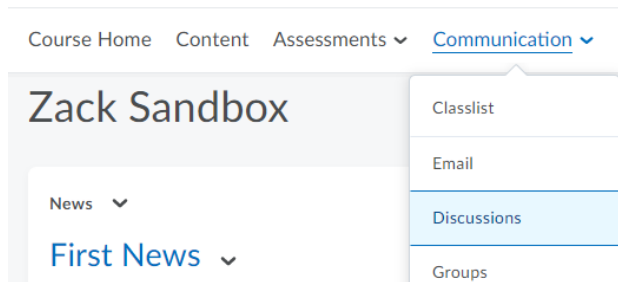 Course Home Content Assessments Communication
Zack Sandbox
Classlist
Email
News
Discussions
First News
Groups